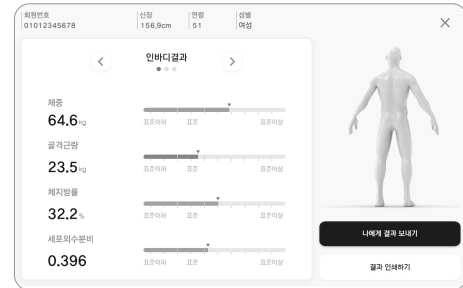 회원번호 신장 연령 성별
01012345678 156.9cm 51 여성
인바디결과
체중
64.6 kg
표준이하 표준 표준이상
골격근량
23.5 kg
표준이하 표준 표준이상
체지방률
32.2 %
표준이하 표준 표준이상
세포외수분비
0.396
표준이하 표준 표준이상
나에게 결과 보내기
결과 인쇄하기